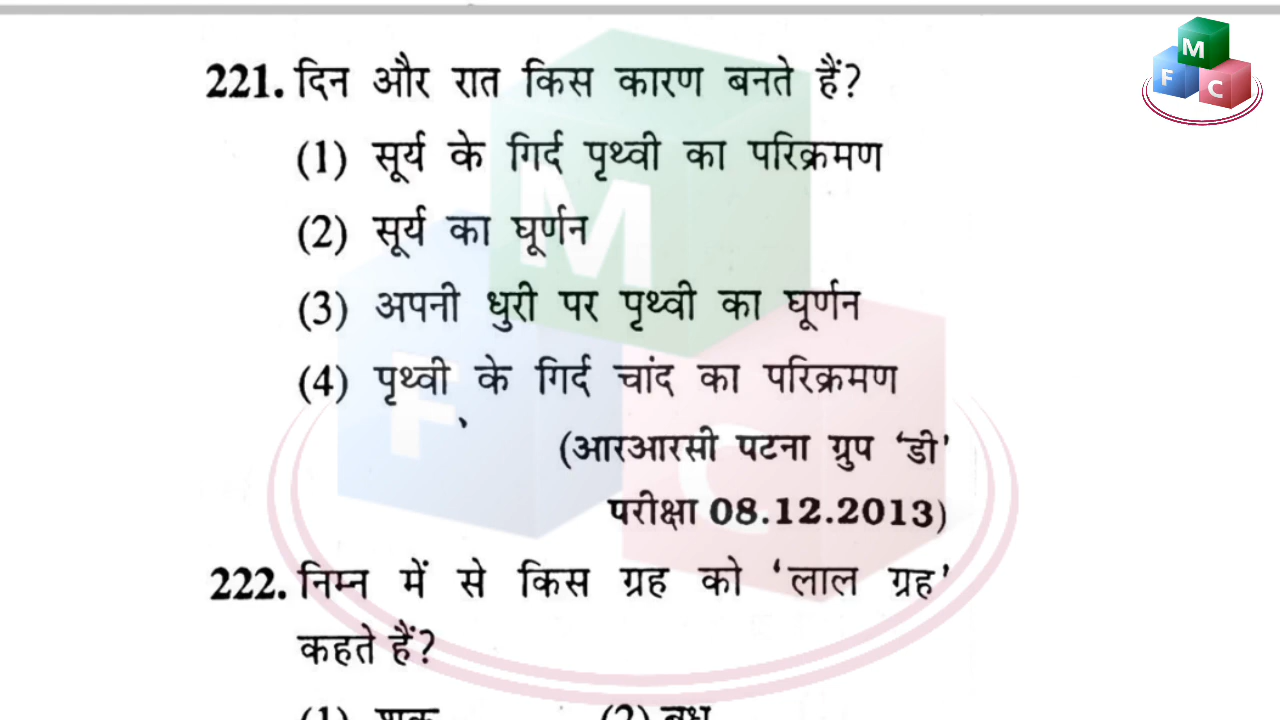 M
F C
221. दिन और रात किस कारण बनते हैं?
(1) सूर्य के गिर्द पृथ्वी का परिक्रमण
(2) सूर्य का घूर्णन
(3) अपनी धुरी पर पृथ्वी का घूर्णन
(4) पृथ्वी के गिर्द चांद का परिक्रमण
(आरआरसी पटना ग्रुप ‘डी’
परीक्षा 08.12.2013)
222. निम्न में से किस ग्रह को ‘लाल ग्रह’
कहते हैं?